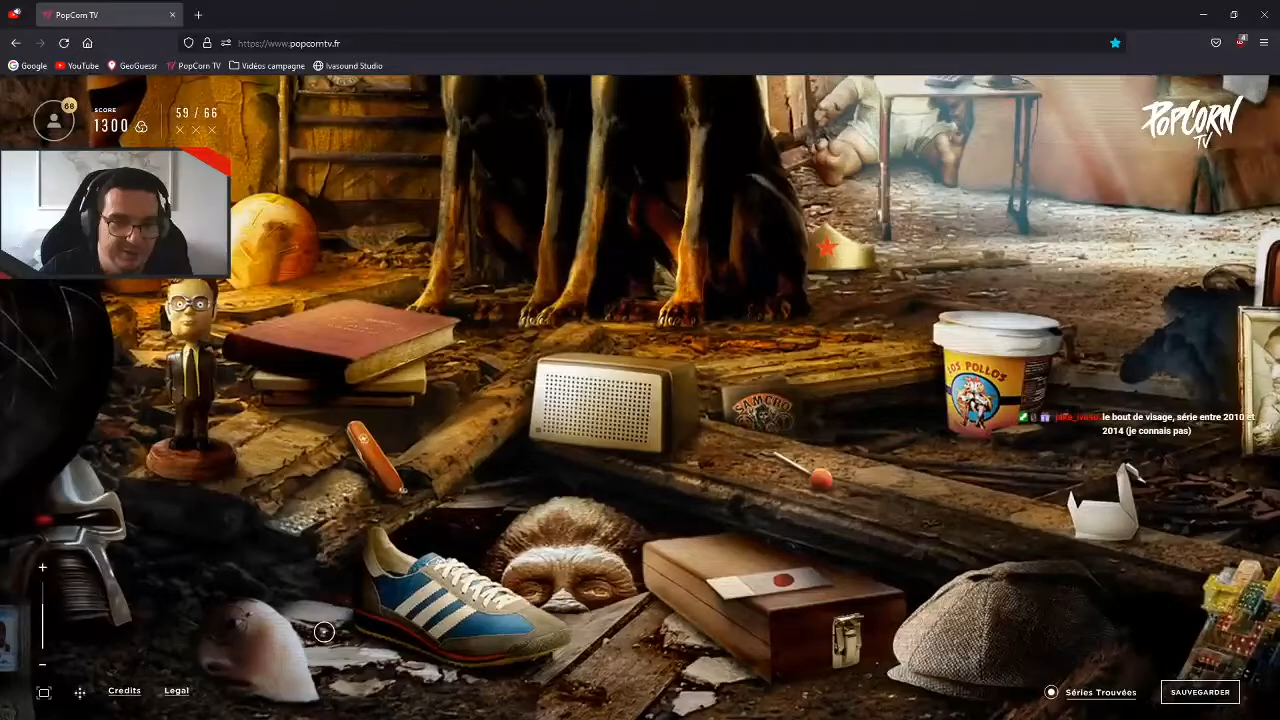 PopCorn TV
https://www.popcorntv.fr
4
Google YouTube GeoGuessr PopCorn TV Vidéos campagne Ivasound Studio
68
SCORE
1300
59 / 66
POPCORN
TV
LOS POLLOS
SAMCRO
le bout de visage, série entre 2010 et
2014 (je connais pas)
Credits Legal
Séries Trouvées
SAUVEGARDER